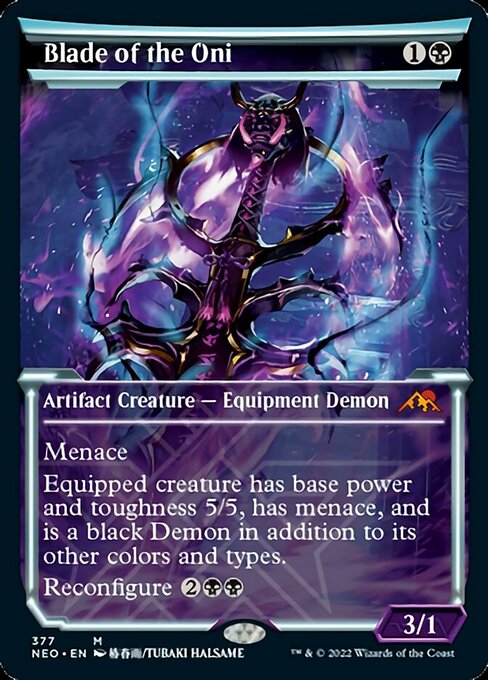 Blade of the Oni 1
Artifact Creature — Equipment Demon
Menace
Equipped creature has base power
and toughness 5/5, has menace, and
is a black Demon in addition to its
other colors and types.
Reconfigure 2
3/1
377 M
NEO • EN TUBAKI HALSAME ™ & © 2022 Wizards of the Coast